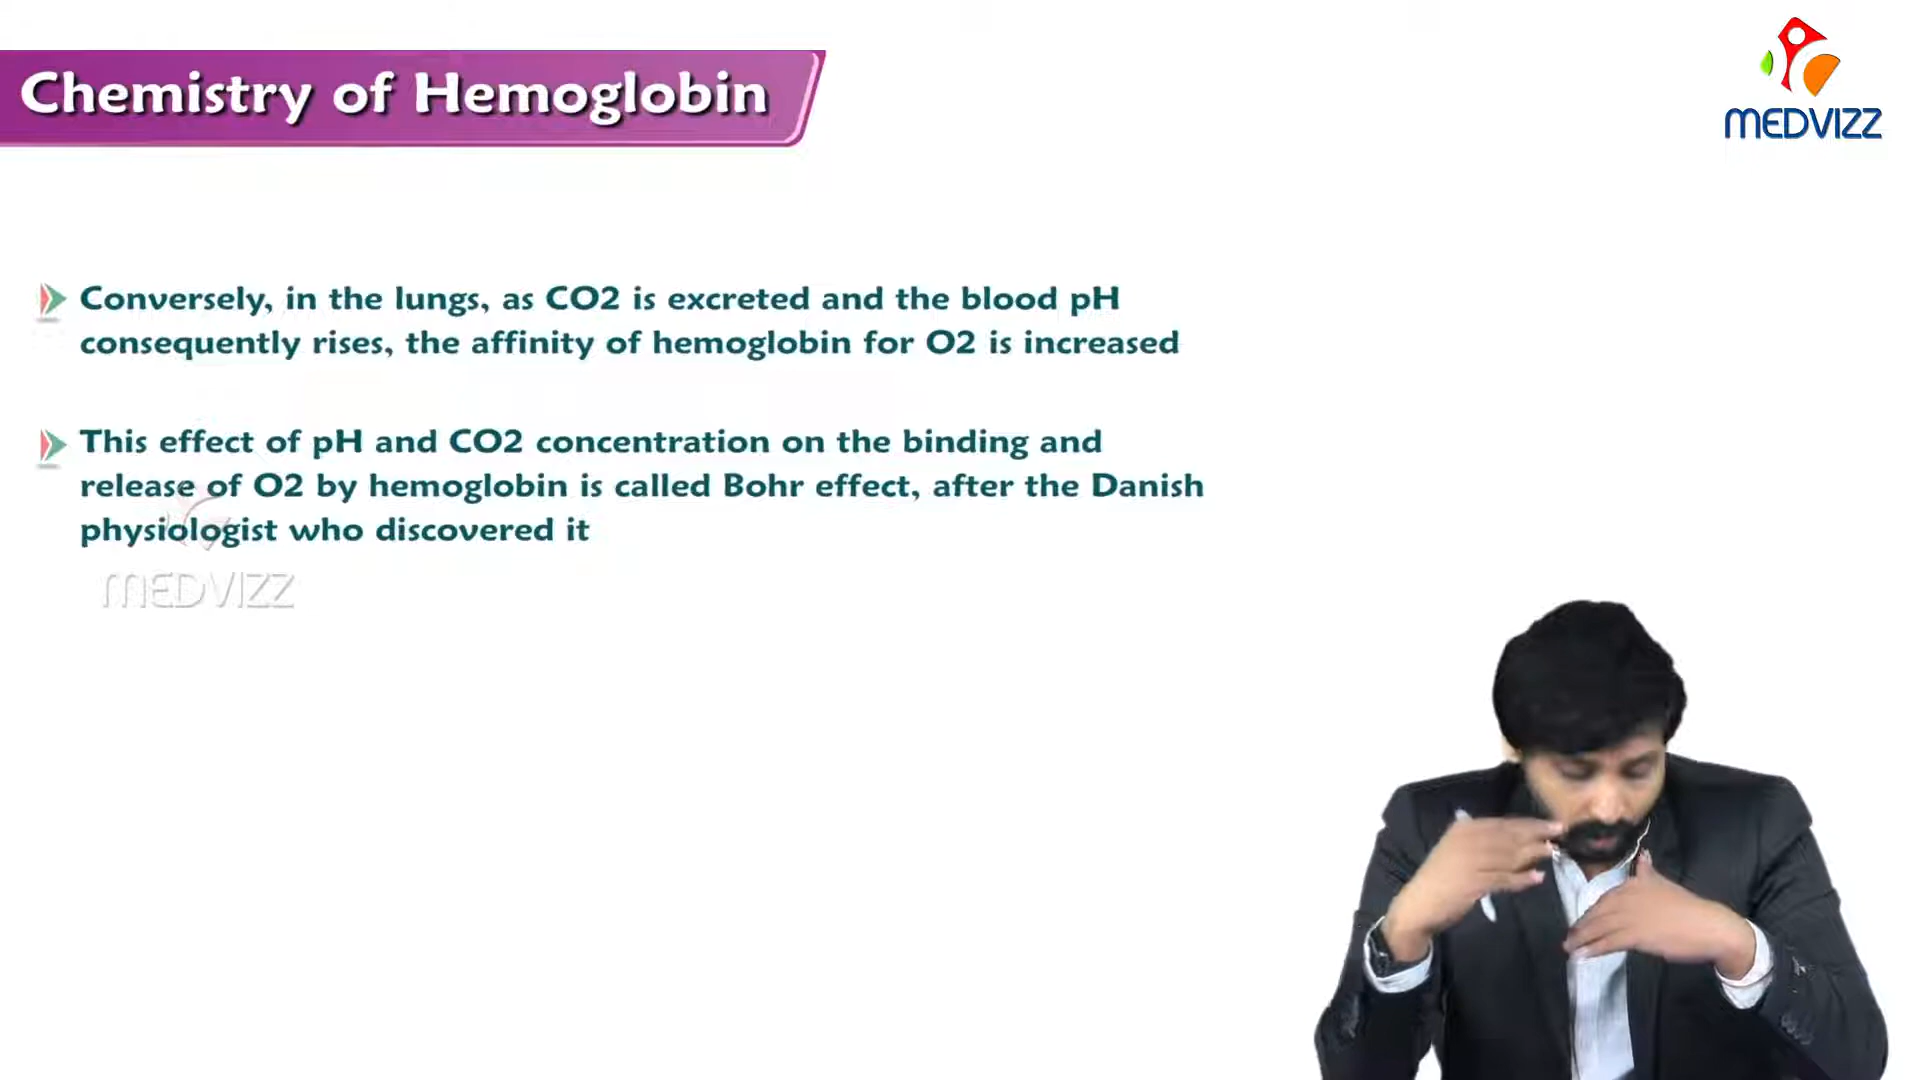 Chemistry of Hemoglobin
MEDVIZZ
Conversely, in the lungs, as CO2 is excreted and the blood pH
consequently rises, the affinity of hemoglobin for O2 is increased
This effect of pH and CO2 concentration on the binding and
release of O2 by hemoglobin is called Bohr effect, after the Danish
physiologist who discovered it
MEDVIZZ